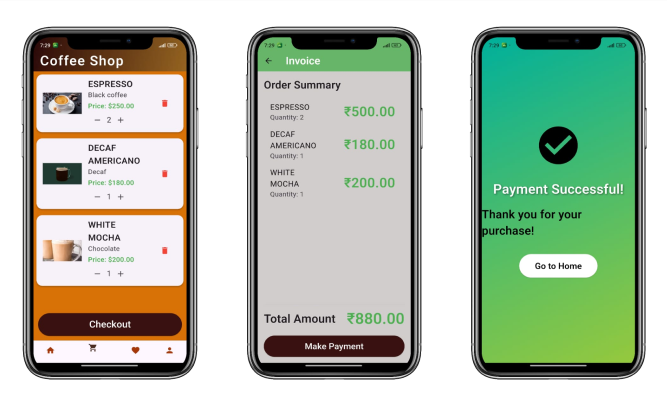 7:29
Coffee Shop
ESPRESSO
Black coffee
Price: $250.00
− 2 +
DECAF
AMERICANO
Decaf
Price: $180.00
− 1 +
WHITE
MOCHA
Chocolate
Price: $200.00
− 1 +
Checkout
7:29
← Invoice
Order Summary
ESPRESSO
Quantity: 2
₹500.00
DECAF
AMERICANO
Quantity: 1
₹180.00
WHITE
MOCHA
Quantity: 1
₹200.00
Total Amount ₹880.00
Make Payment
7:29
Payment Successful!
Thank you for your
purchase!
Go to Home